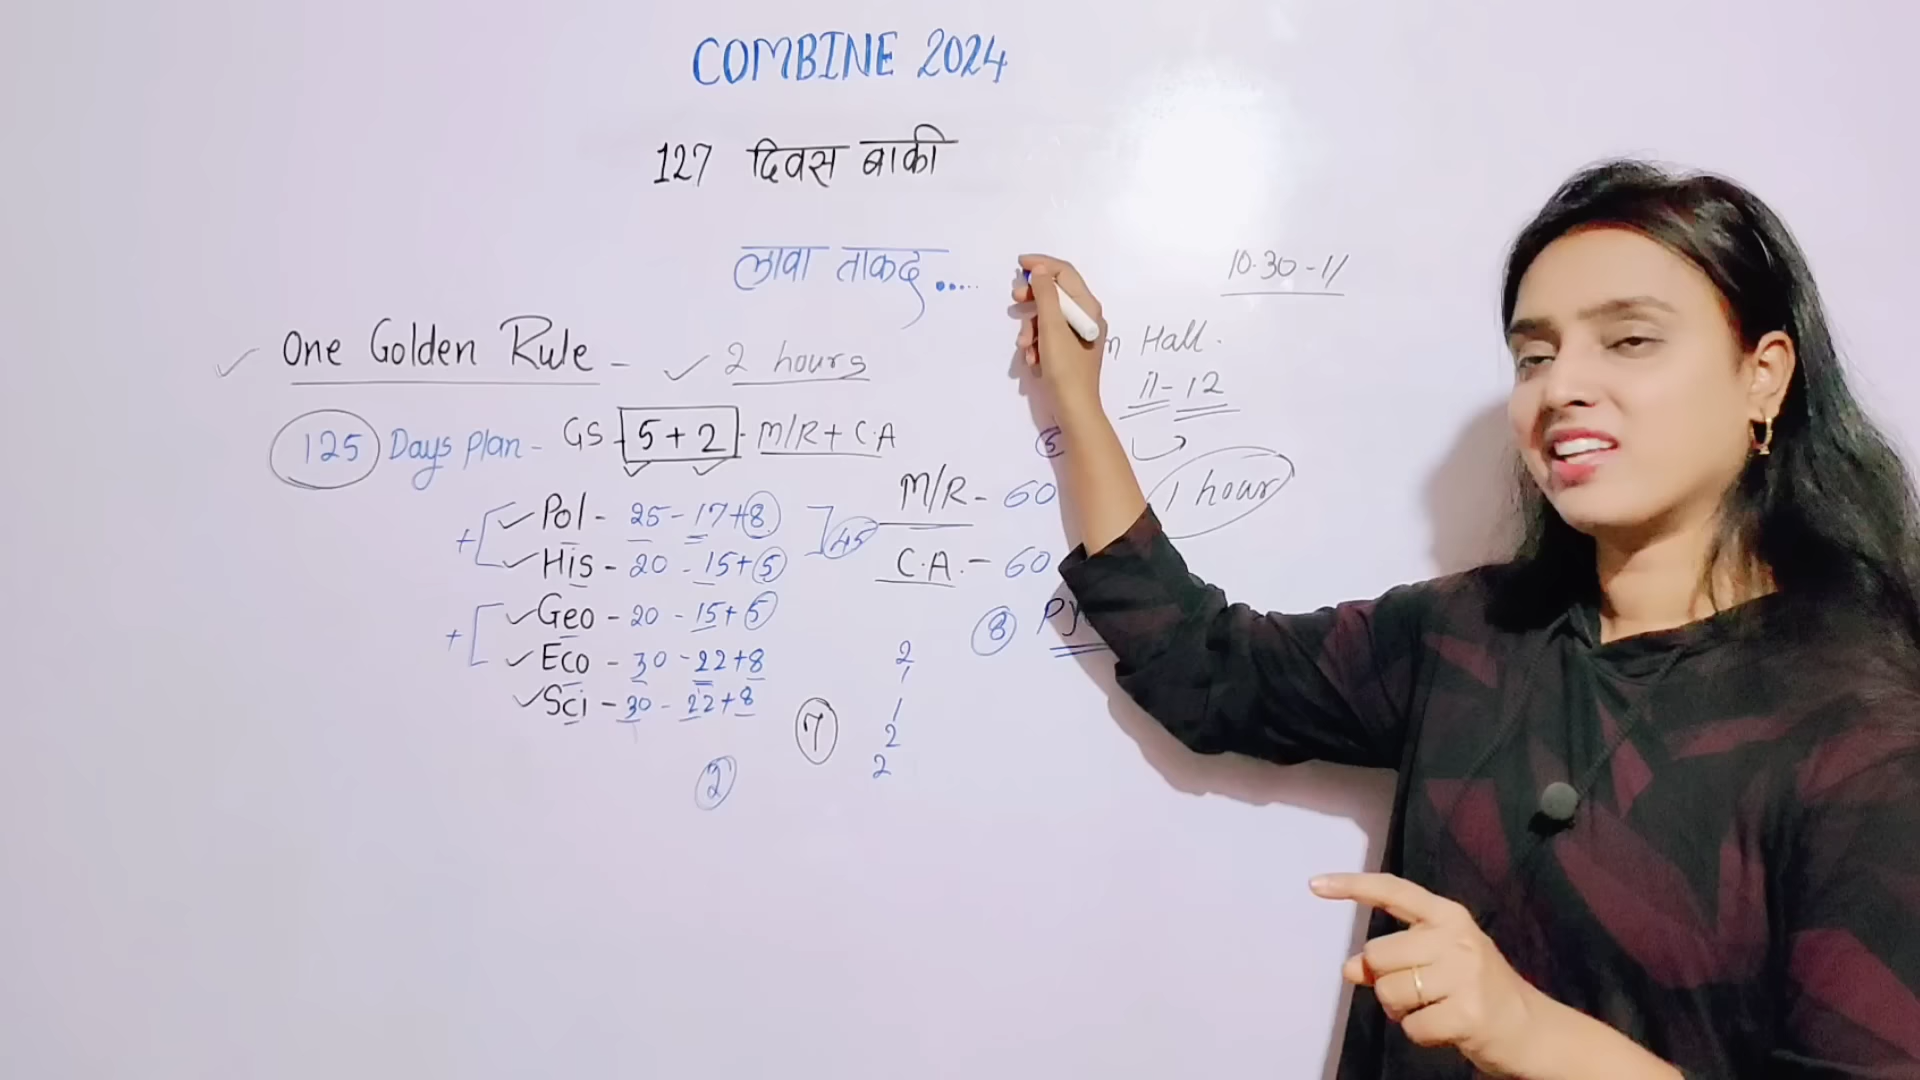 COMBINE 2024
127 दिवस बाकी
लावा ताकद.....
10.30-11
One Golden Rule - 2 hours
Hall.
11-12
125 Days plan - GS - 5+2 - M/R + C.A
1 hour
M/R - 60
Pol - 25 - 17+8
45
His - 20 - 15+5
C.A. - 60
Geo - 20 - 15+5
8
Eco - 30 - 22+8
2
Sci - 30 - 22+8
1
7
2
2
2